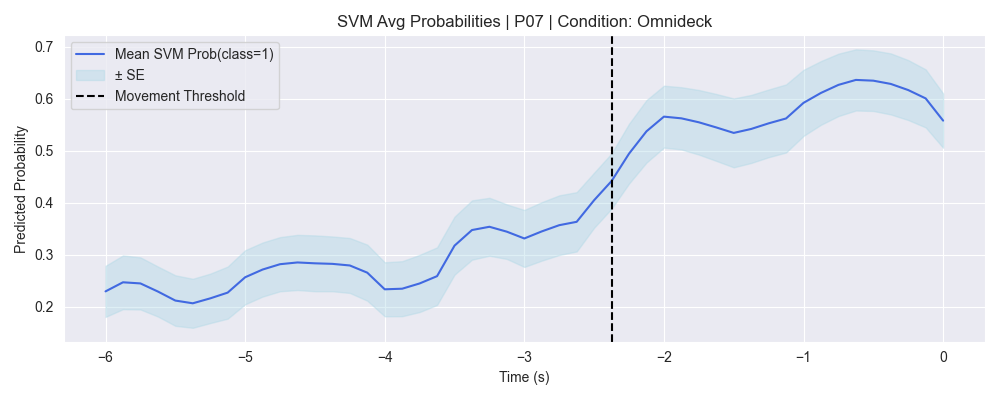 SVM Avg Probabilities | P07 | Condition: Omnideck
Mean SVM Prob(class=1)
± SE
Movement Threshold
Predicted Probability
0.7
0.6
0.5
0.4
0.3
0.2
−6 −5 −4 −3 −2 −1 0
Time (s)